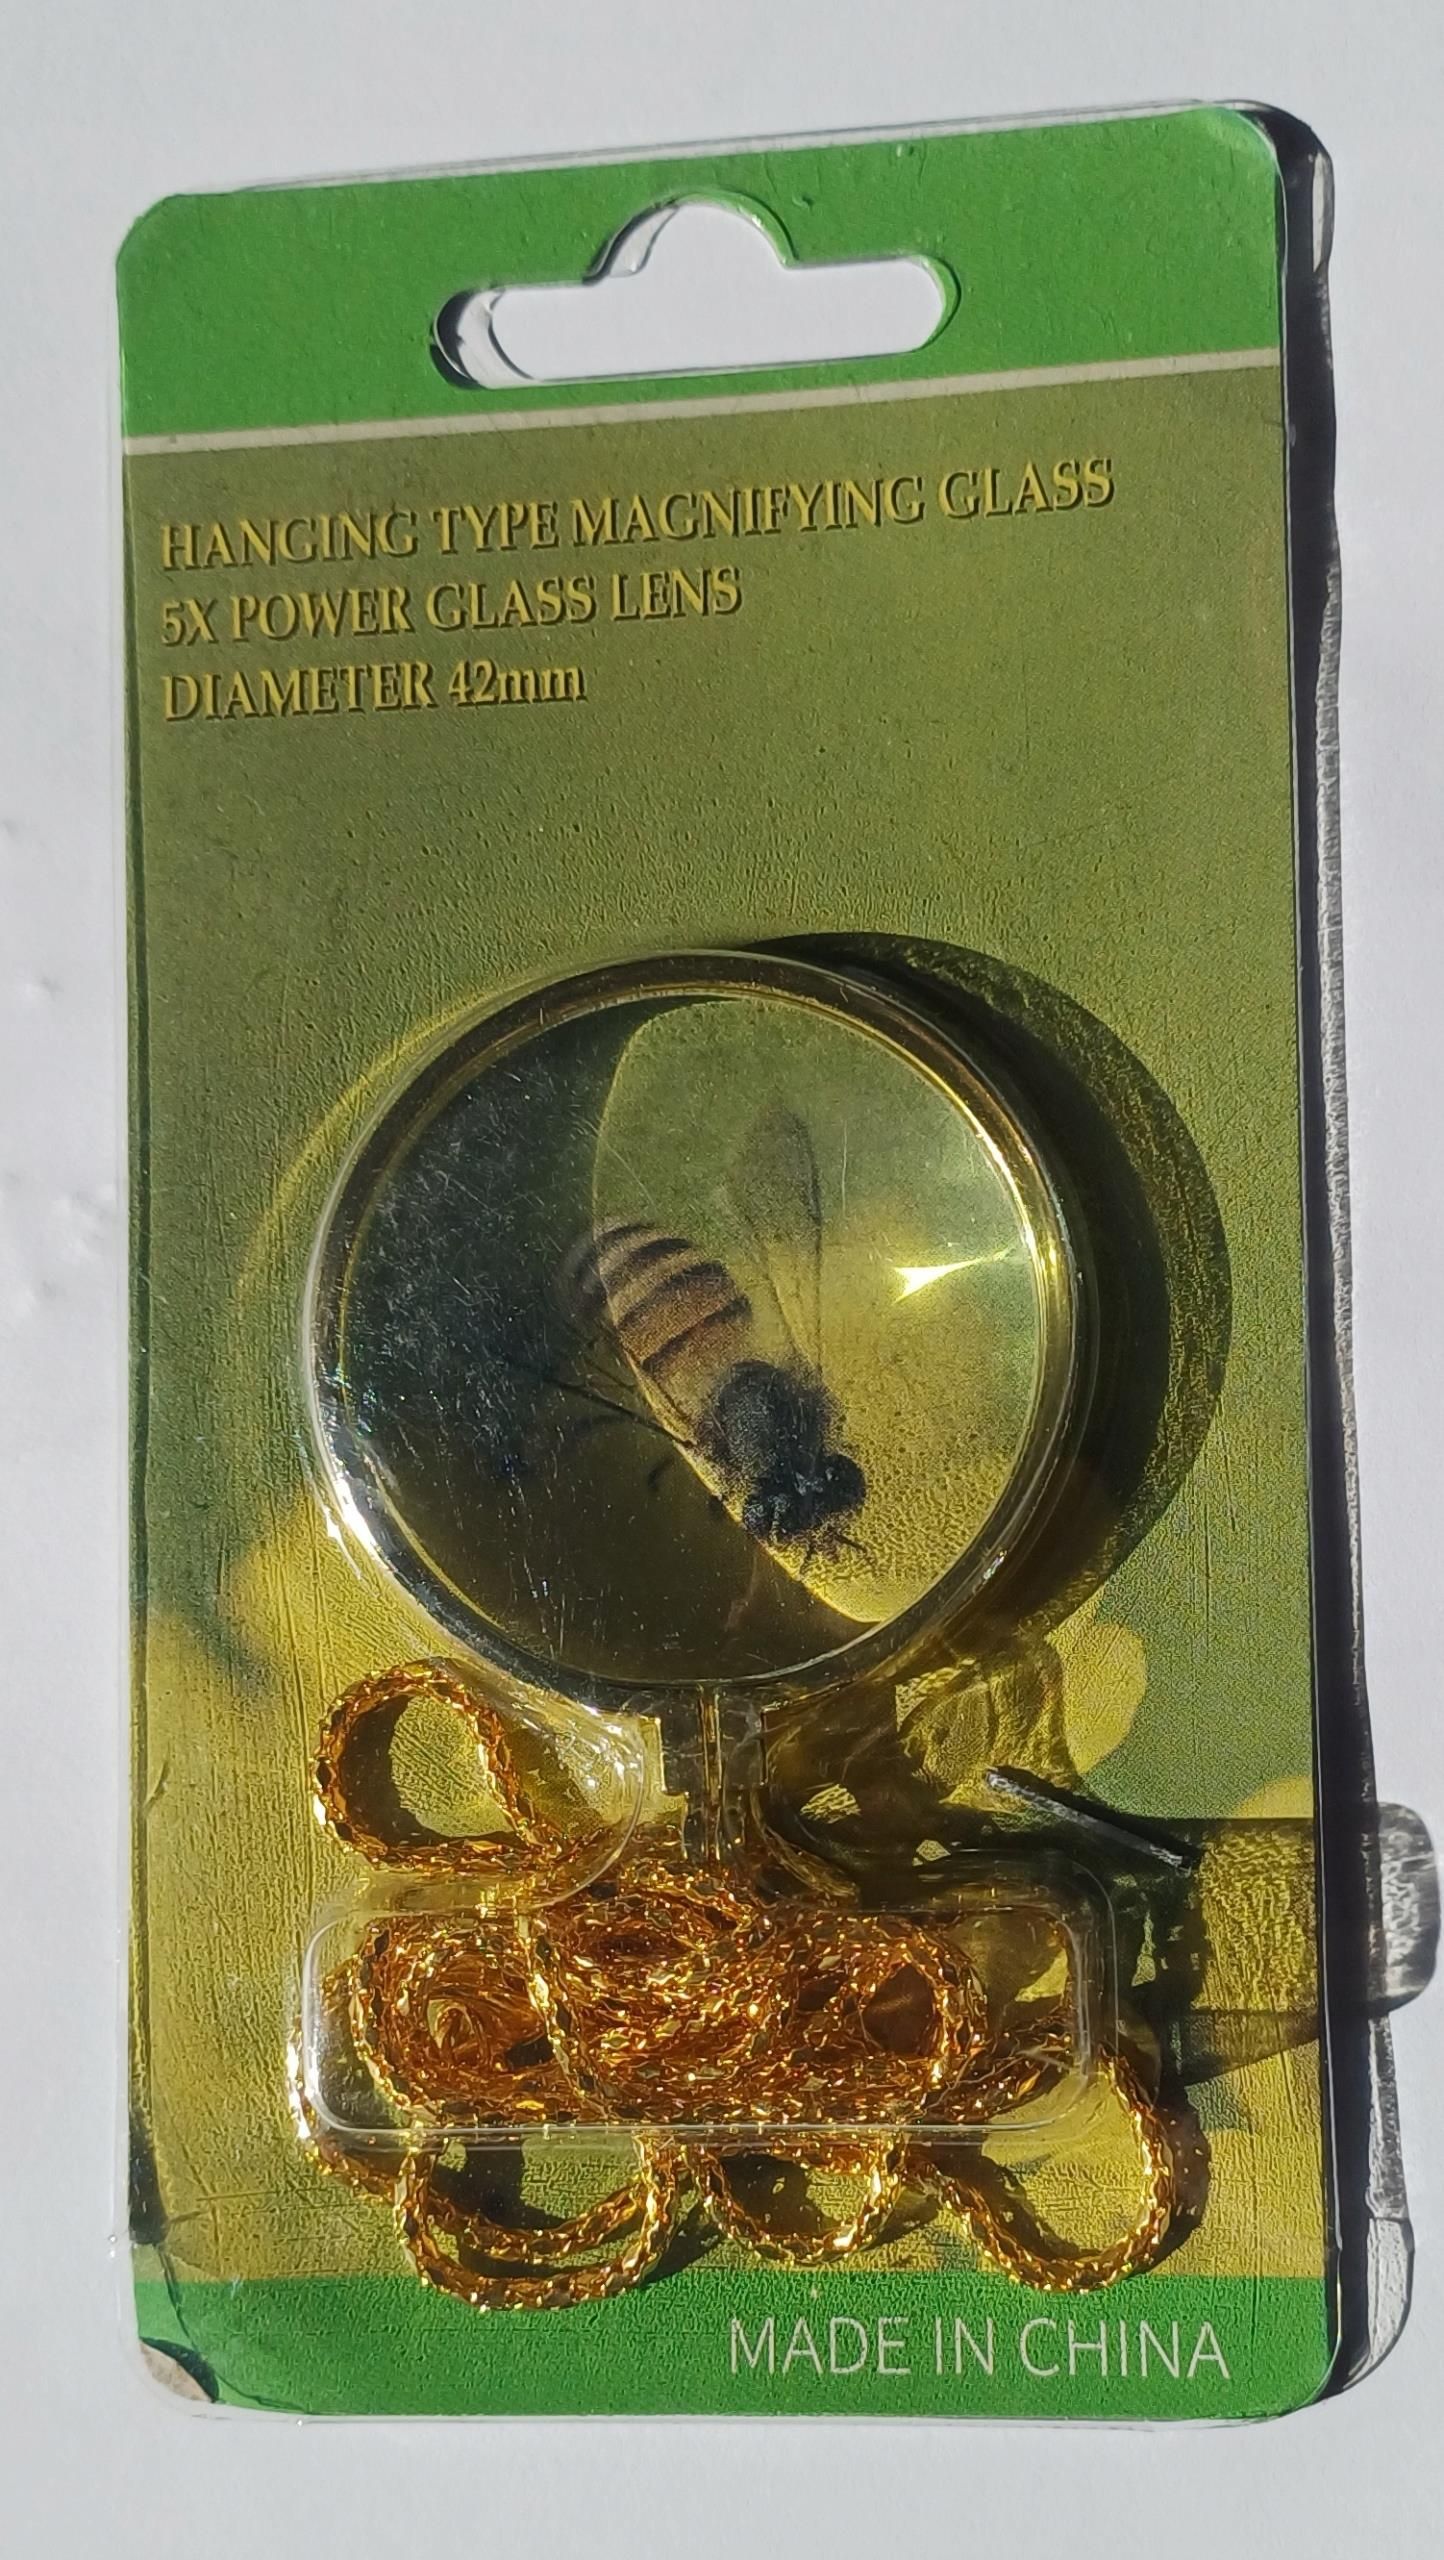 HANGING TYPE MAGNIFYING GLASS
5X POWER GLASS LENS
DIAMETER 42mm
MADE IN CHINA